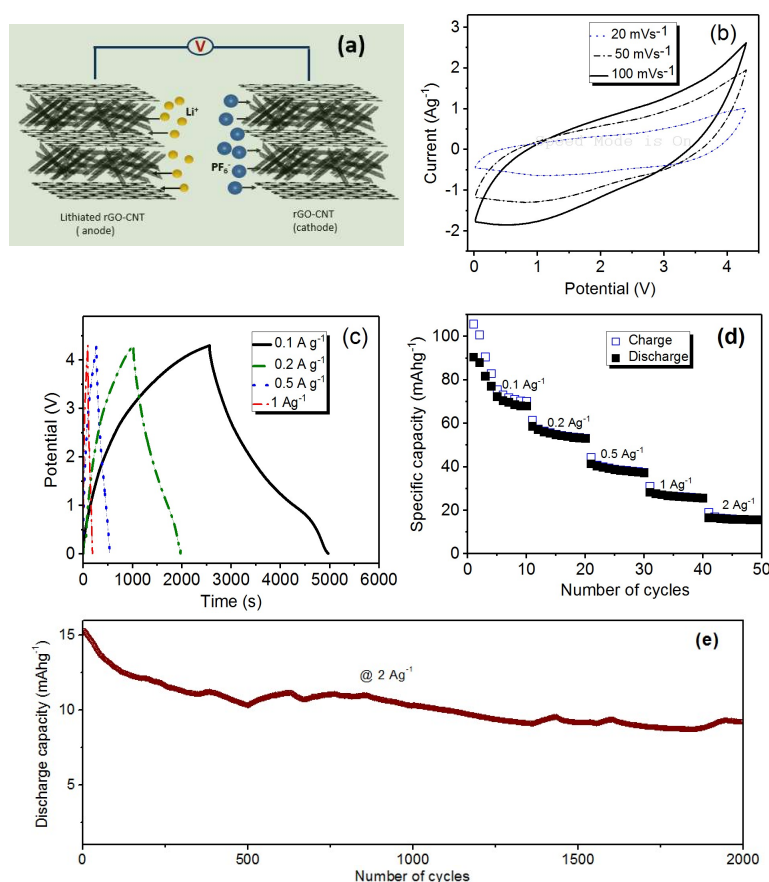 (a)
V
Li⁺
PF₆⁻
Lithiated rGO-CNT
( anode)
rGO-CNT
(cathode)
(b)
20 mVs⁻¹
50 mVs⁻¹
100 mVs⁻¹
Speed Mode is On
3
2
1
0
-1
-2
Current (Ag⁻¹)
0 1 2 3 4
Potential (V)
(c)
0.1 A g⁻¹
0.2 A g⁻¹
0.5 A g⁻¹
1 Ag⁻¹
4
3
2
1
0
Potential (V)
0 1000 2000 3000 4000 5000 6000
Time (s)
(d)
Charge
Discharge
0.1 Ag⁻¹
0.2 Ag⁻¹
0.5 Ag⁻¹
1 Ag⁻¹
2 Ag⁻¹
100
80
60
40
20
0
Specific capacity (mAhg⁻¹)
0 10 20 30 40 50
Number of cycles
(e)
@ 2 Ag⁻¹
15
10
5
Discharge capacity (mAhg⁻¹)
0 500 1000 1500 2000
Number of cycles